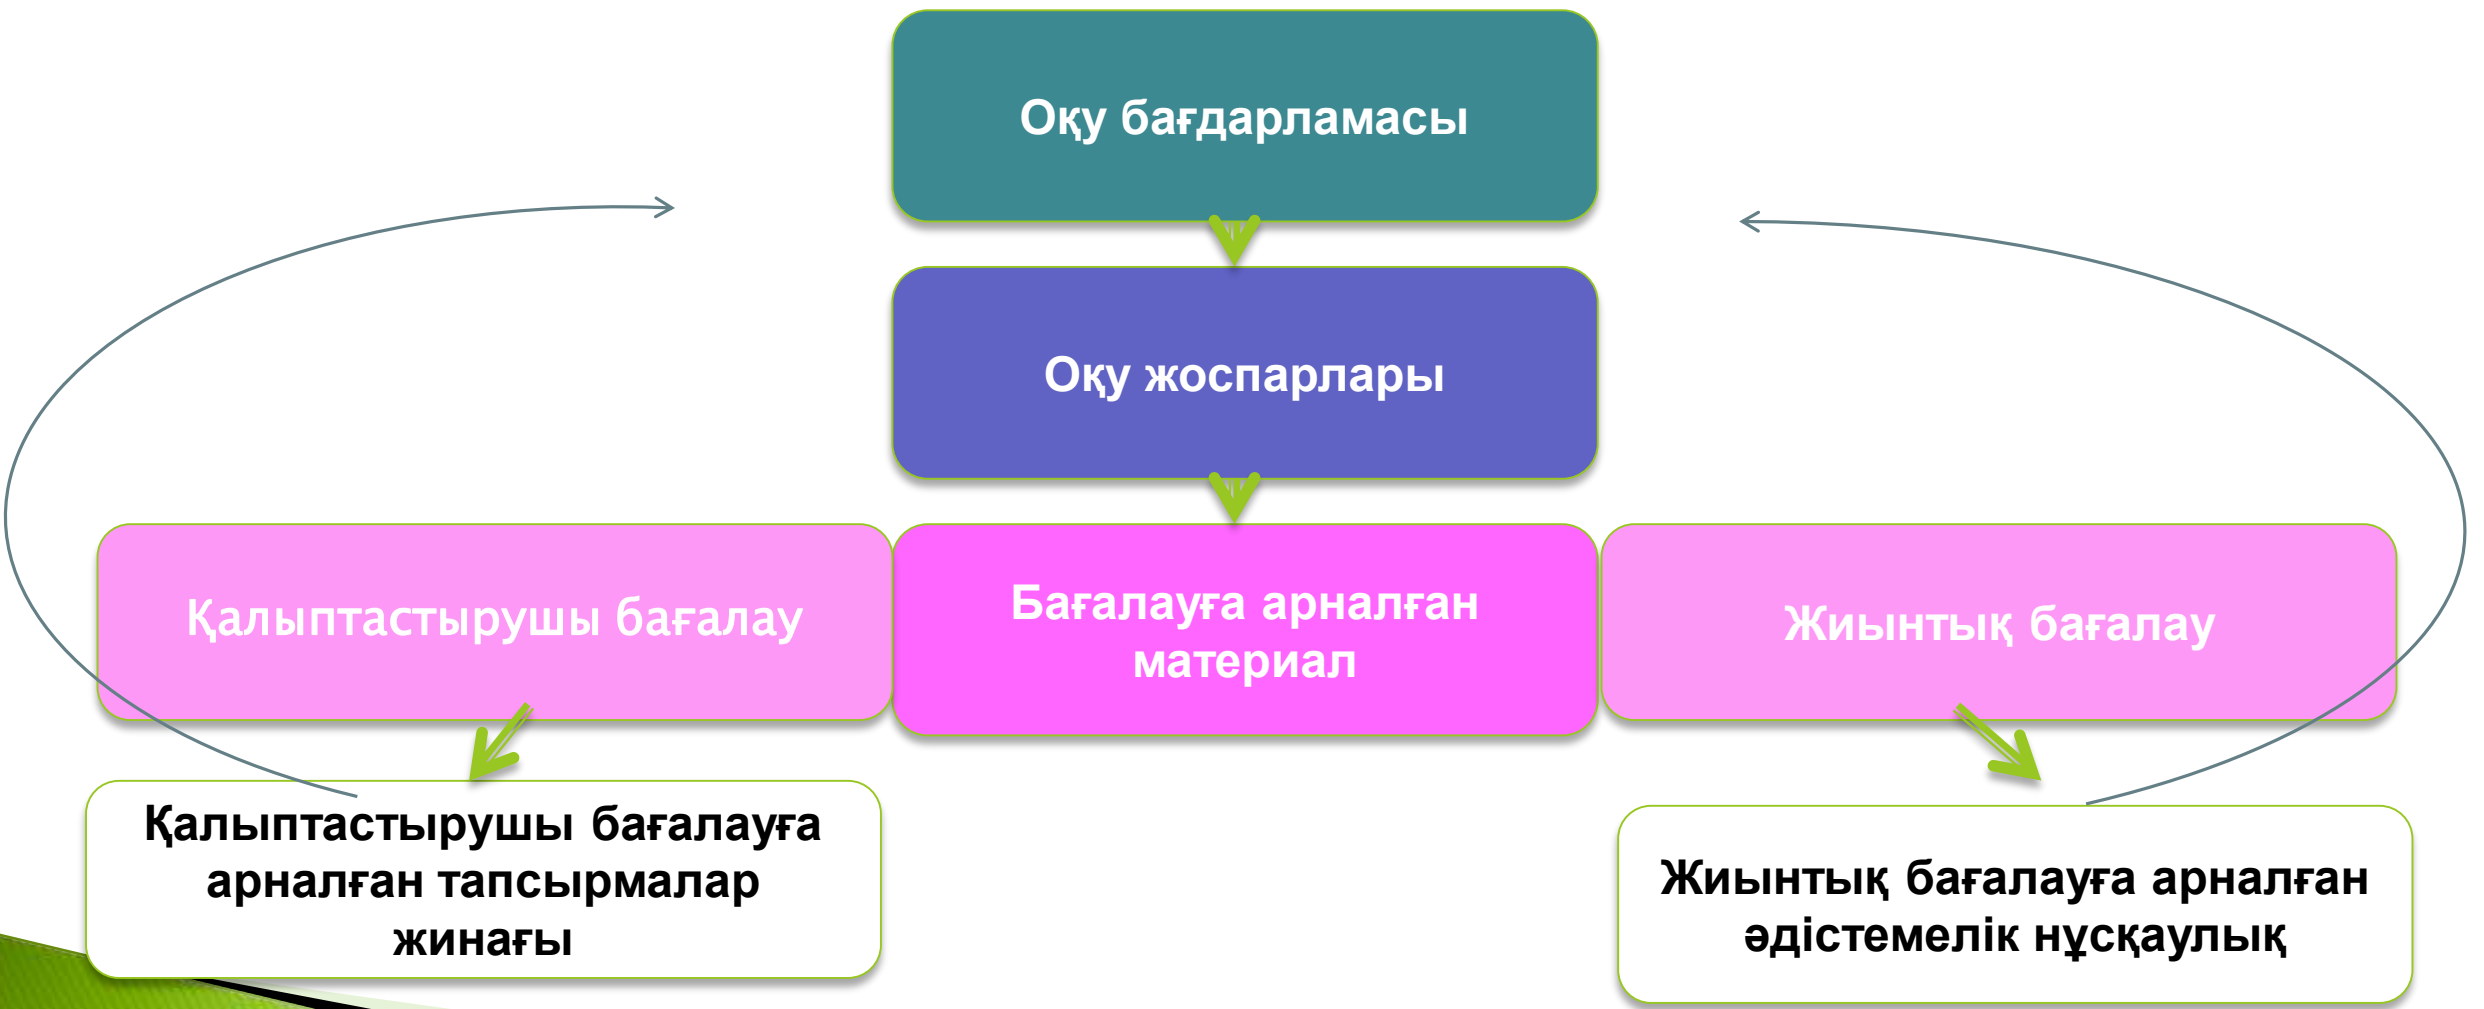 Оқу бағдарламасы
Оқу жоспарлары
Қалыптастырушы бағалау
Бағалауға арналған
материал
Жиынтық бағалау
Қалыптастырушы бағалауға
арналған тапсырмалар
жинағы
Жиынтық бағалауға арналған
әдістемелік нұсқаулық